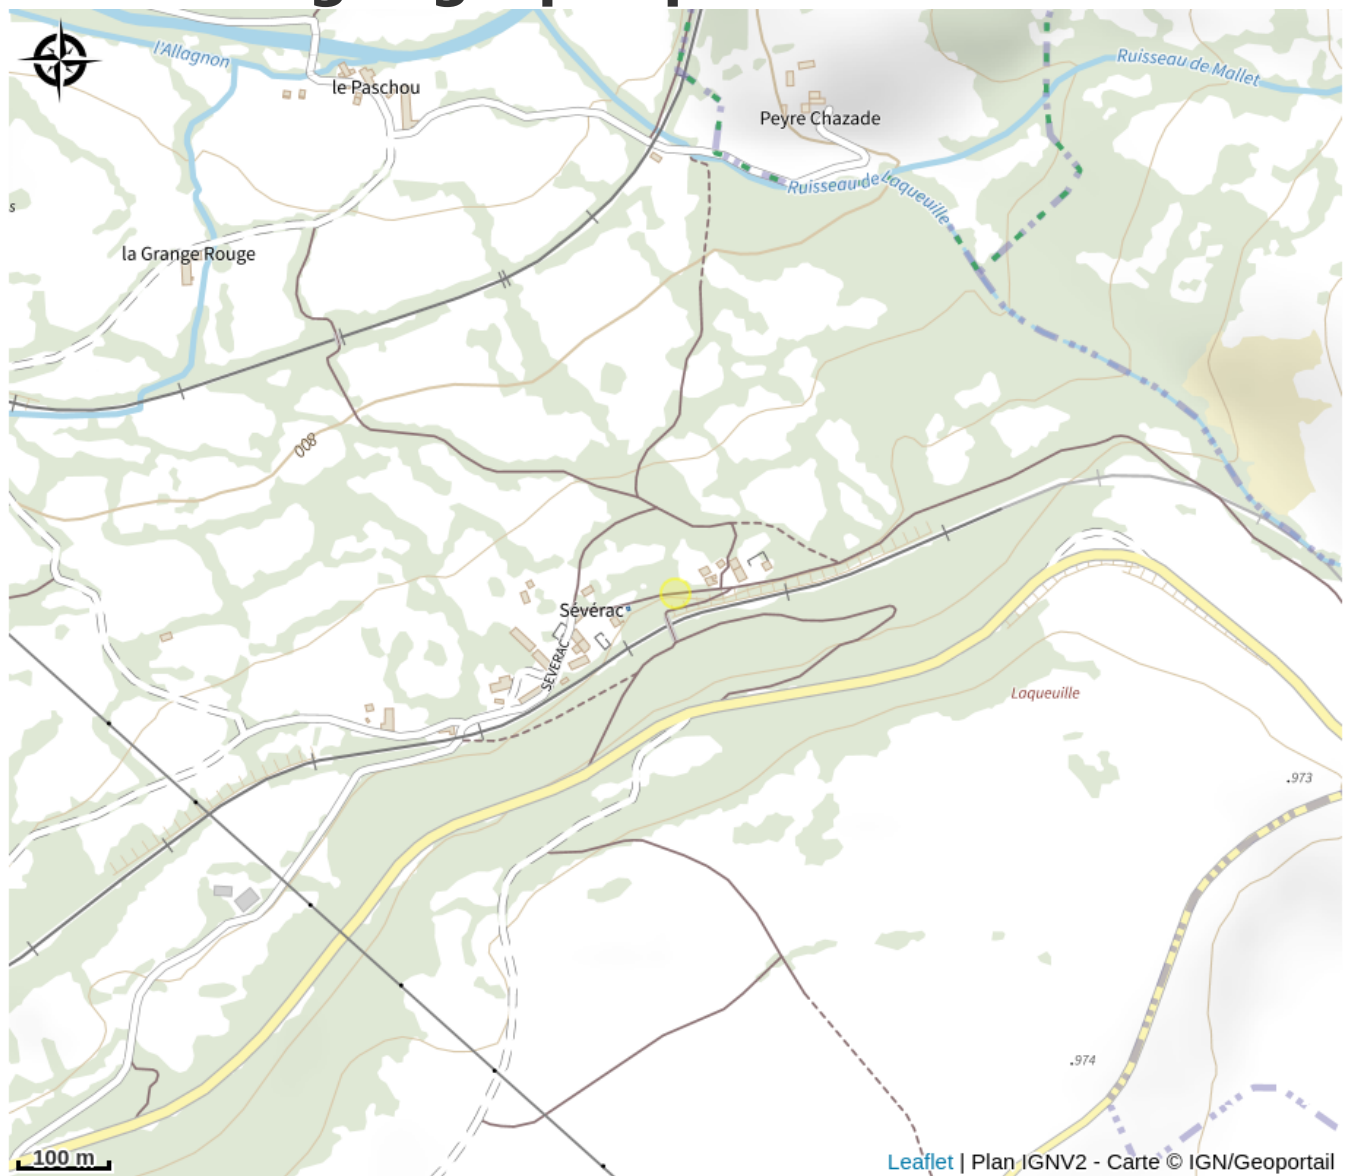 l'Allagnon
le Paschou
Ruisseau de Mallet
Peyre Chazade
Ruisseau de Laqueuille
s
la Grange Rouge
800
Sévérac
SEVERAC
Laqueuille
.973
.974
100 m
Leaflet | Plan IGNV2 - Carte © IGN/Geoportail